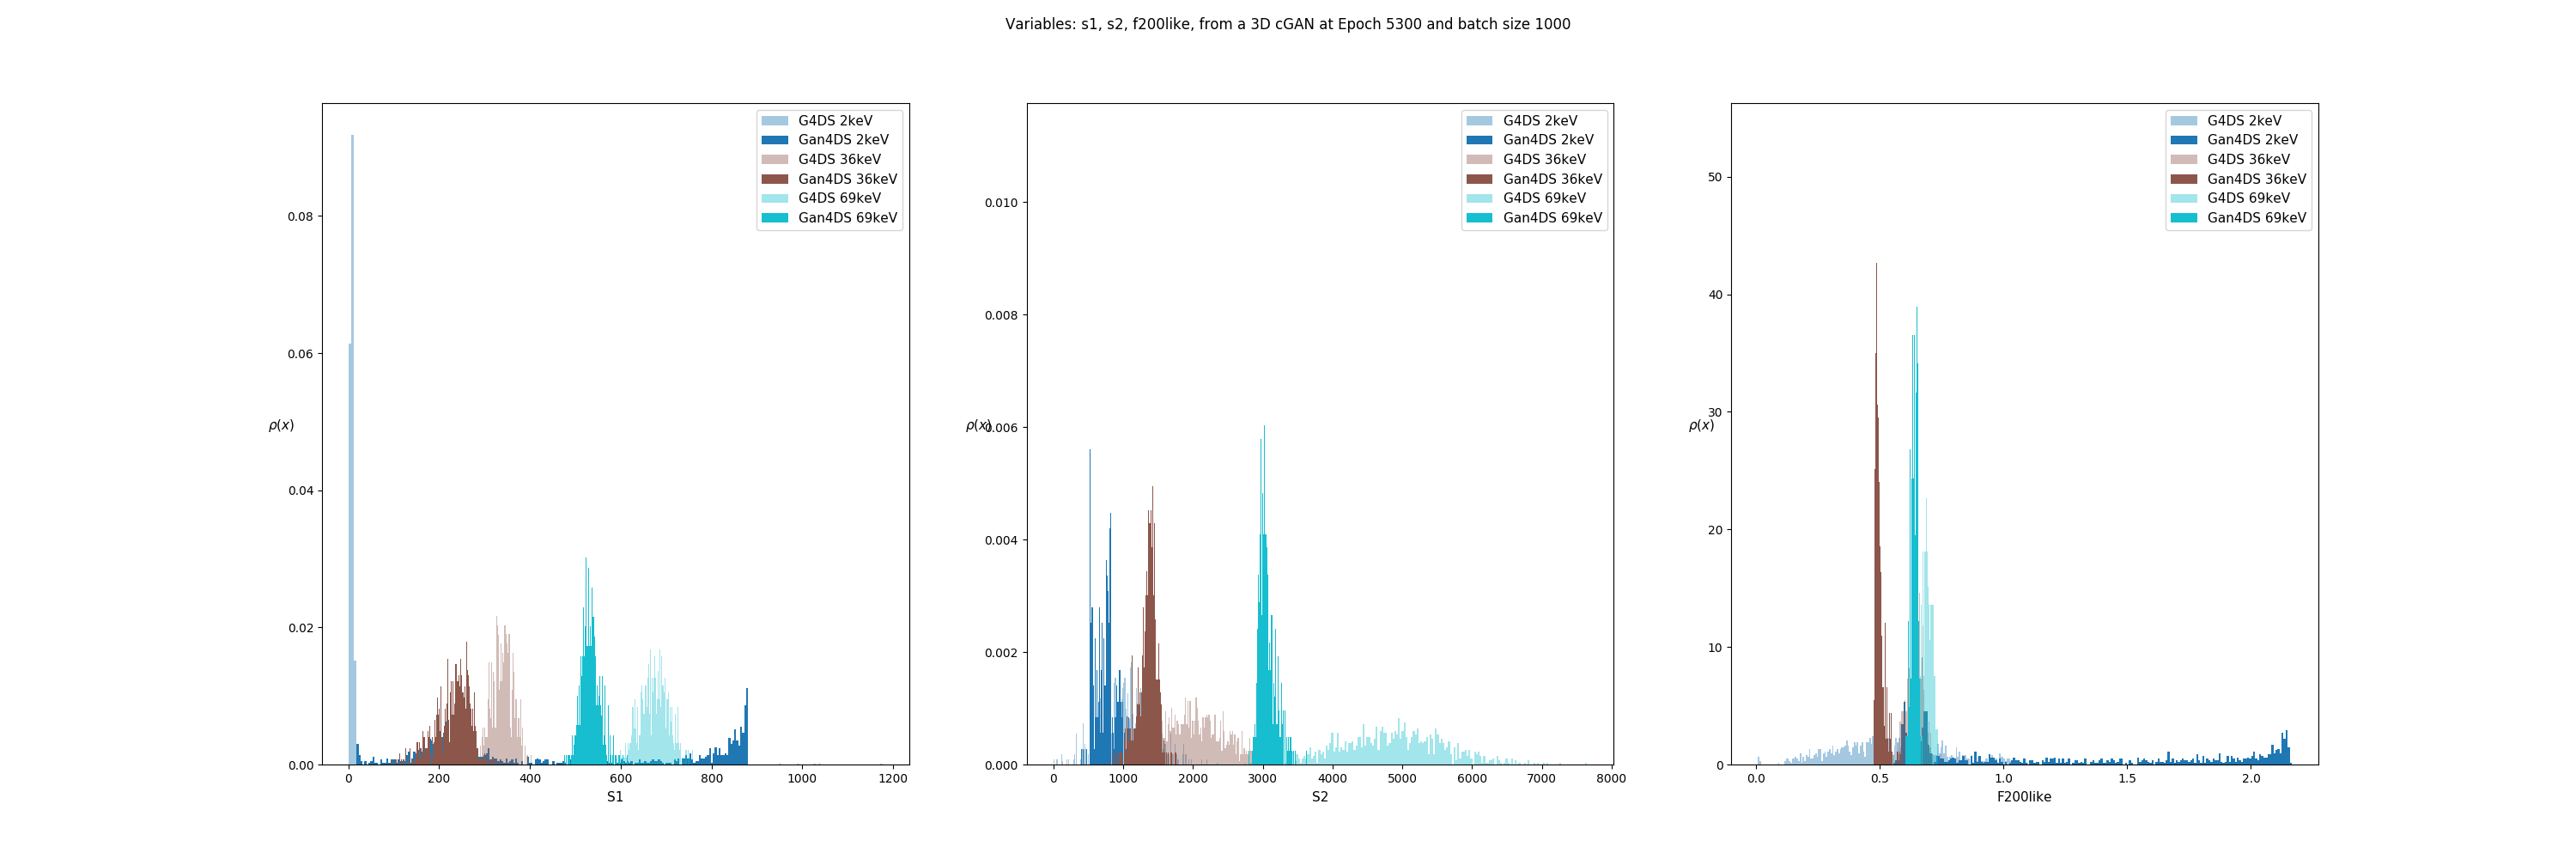 Variables: s1, s2, f200like, from a 3D cGAN at Epoch 5300 and batch size 1000
G4DS 2keV
Gan4DS 2keV
G4DS 36keV
Gan4DS 36keV
G4DS 69keV
Gan4DS 69keV
0.08
0.06
ρ(x)
0.04
0.02
0.00
0
200
400
600
800
1000
1200
S1
G4DS 2keV
Gan4DS 2keV
G4DS 36keV
Gan4DS 36keV
G4DS 69keV
Gan4DS 69keV
0.010
0.008
ρ(x)
0.006
0.004
0.002
0.000
0
1000
2000
3000
4000
5000
6000
7000
8000
S2
G4DS 2keV
Gan4DS 2keV
G4DS 36keV
Gan4DS 36keV
G4DS 69keV
Gan4DS 69keV
50
40
30
ρ(x)
20
10
0
0.0
0.5
1.0
1.5
2.0
F200like